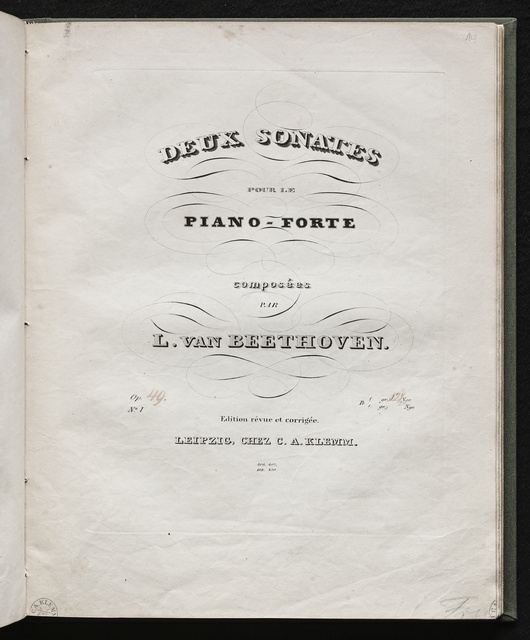 DEUX SONATES
POUR LE
PIANO-FORTE
composées
PAR
L. VAN BEETHOVEN.
Op. 49.
No. 1
Edition révue et corrigée.
LEIPZIG, CHEZ C. A. KLEMM.